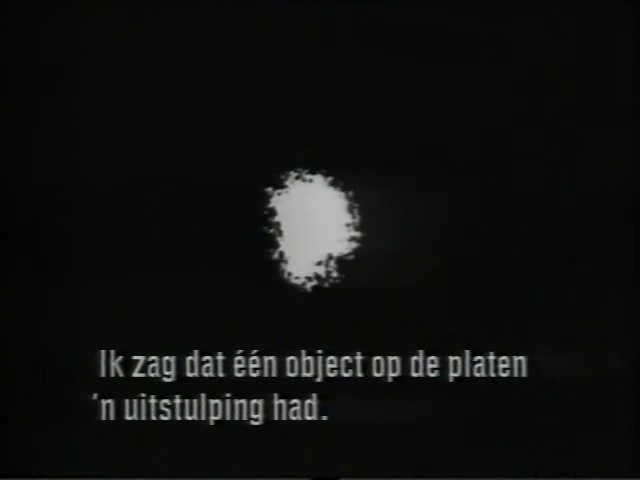 Ik zag dat één object op de platen
'n uitstulping had.